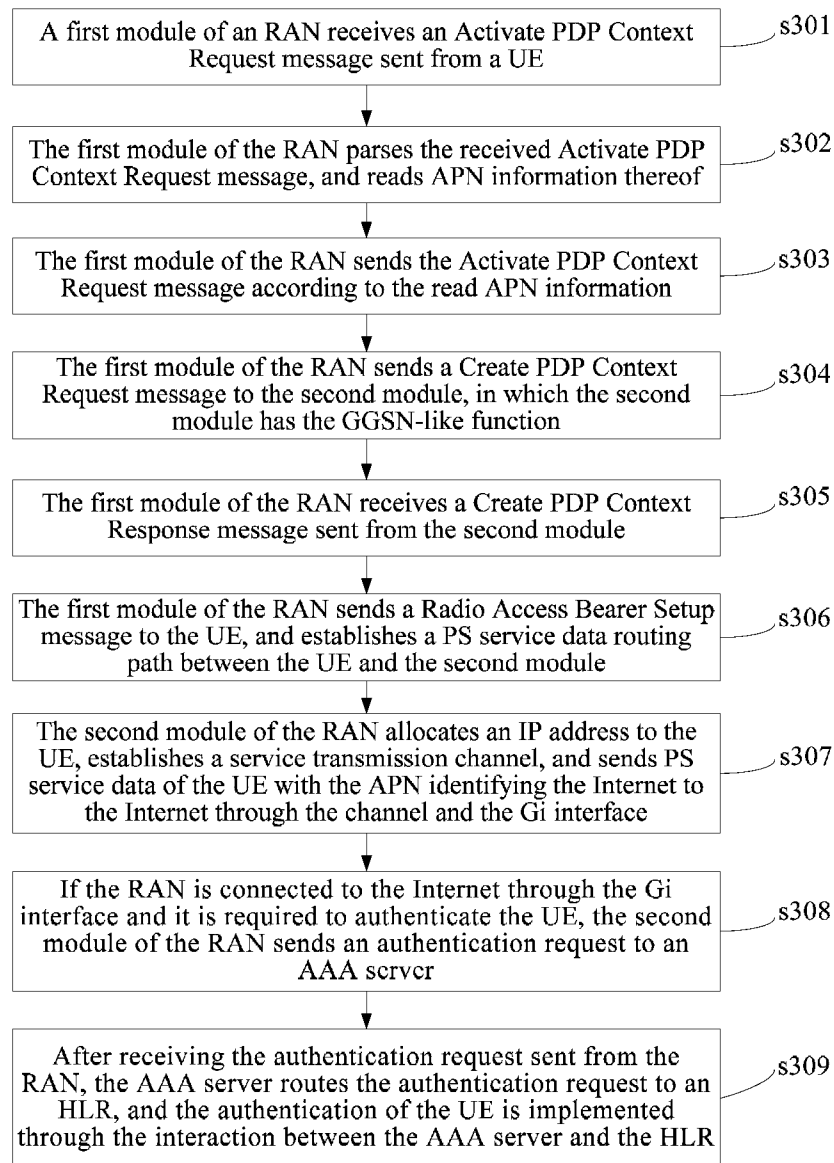 A first module of an RAN receives an Activate PDP Context
Request message sent from a UE
s301
The first module of the RAN parses the received Activate PDP
Context Request message, and reads APN information thereof
s302
The first module of the RAN sends the Activate PDP Context
Request message according to the read APN information
s303
The first module of the RAN sends a Create PDP Context
Request message to the second module, in which the second
module has the GGSN-like function
s304
The first module of the RAN receives a Create PDP Context
Response message sent from the second module
s305
The first module of the RAN sends a Radio Access Bearer Setup
message to the UE, and establishes a PS service data routing
path between the UE and the second module
s306
The second module of the RAN allocates an IP address to the
UE, establishes a service transmission channel, and sends PS
service data of the UE with the APN identifying the Internet to
the Internet through the channel and the Gi interface
s307
If the RAN is connected to the Internet through the Gi
interface and it is required to authenticate the UE, the second
module of the RAN sends an authentication request to an
AAA server
s308
After receiving the authentication request sent from the
RAN, the AAA server routes the authentication request to an
HLR, and the authentication of the UE is implemented
through the interaction between the AAA server and the HLR
s309